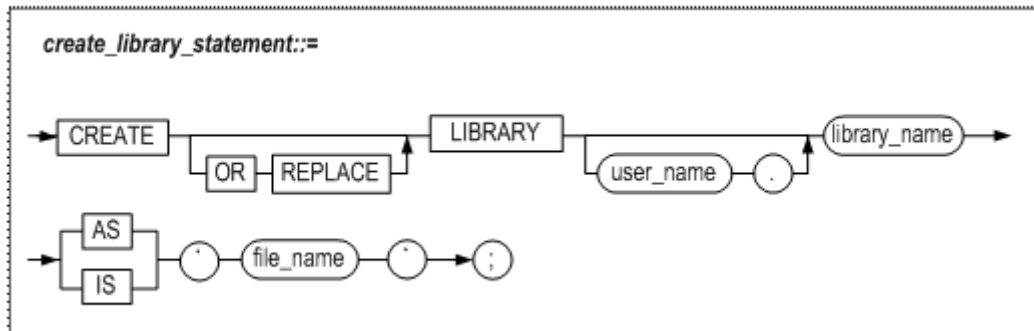 create_library_statement::=
CREATE LIBRARY library_name
OR REPLACE user_name .
AS
' file_name ' ;
IS